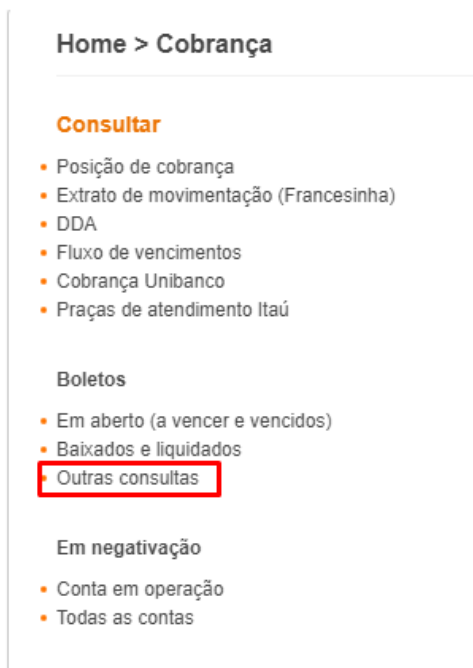 Home > Cobrança
Consultar
• Posição de cobrança
• Extrato de movimentação (Francesinha)
• DDA
• Fluxo de vencimentos
• Cobrança Unibanco
• Praças de atendimento Itaú
Boletos
• Em aberto (a vencer e vencidos)
• Baixados e liquidados
• Outras consultas
Em negativação
• Conta em operação
• Todas as contas